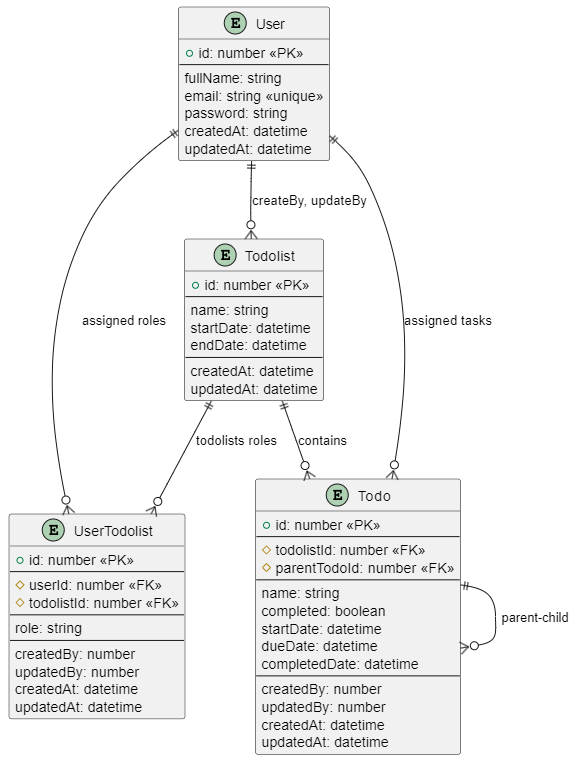 E User
id: number «PK»
fullName: string
email: string «unique»
password: string
createdAt: datetime
updatedAt: datetime
createBy, updateBy
E Todolist
id: number «PK»
name: string
startDate: datetime
endDate: datetime
createdAt: datetime
updatedAt: datetime
assigned roles
assigned tasks
todolists roles
contains
E UserTodolist
id: number «PK»
userId: number «FK»
todolistId: number «FK»
role: string
createdBy: number
updatedBy: number
createdAt: datetime
updatedAt: datetime
E Todo
id: number «PK»
todolistId: number «FK»
parentTodoId: number «FK»
name: string
completed: boolean
startDate: datetime
dueDate: datetime
completedDate: datetime
createdBy: number
updatedBy: number
createdAt: datetime
updatedAt: datetime
parent-child